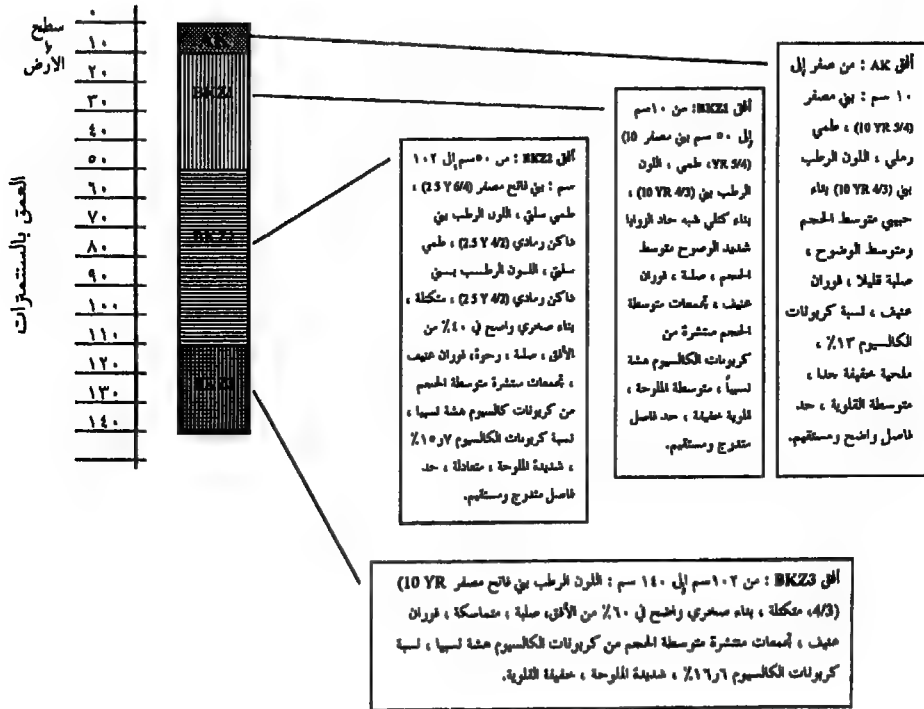 سطح
الأرض
العمق بالسنتمترات
٠
١٠
٢٠
٣٠
٤٠
٥٠
٦٠
٧٠
٨٠
٩٠
١٠٠
١١٠
١٢٠
١٣٠
١٤٠
AK
BKZ1
BKZ2
BKZ3
أفق AK : من صفر إلى
١٠ سم : بني مصفر
(10 YR 5/4) ، طمي
رملي ، اللون الرطب
بني (10 YR 4/3) بناء
حبيبي متوسط الحجم
ومتوسط الوضوح ،
صلبة قليلا ، فوران
عنيف ، نسبة كربونات
الكالسيوم ١٣٪ ،
ملحية خفيفة جدا ،
متوسطة القلوية ، حد
فاصل واضح ومستقيم.
أفق BKZ1: من ١٠سم
إلى ٥٠ سم بني مصفر (10
YR 5/4)، طمي ، اللون
الرطب بني (10 YR 4/3) ،
بناء كتلي شبه حاد الزوايا
شديد الوضوح متوسط
الحجم ، صلبة ، فوران
عنيف ، تجمعات متوسطة
الحجم منتشرة من
كربونات الكالسيوم هشة
نسبياً ، متوسطة الملوحة ،
قلوية خفيفة ، حد فاصل
متدرج ومستقيم.
أفق BKZ2 : من ٥٠سم إلى ١٠٢
سم : بني فاتح مصفر (2.5 Y 6/4) ،
طمي سلتي ، اللون الرطب بني
داكن رمادي (2.5 Y 4/2) ، طمي
سلتي ، اللون الرطب بني
داكن رمادي (2.5 Y 4/2) ، متكتلة ،
بناء صخري واضح في ٤٠٪ من
الأفق ، صلبة ، رخوة، فوران عنيف
، تجمعات منتشرة متوسطة الحجم
من كربونات كالسيوم هشة نسبيا ،
نسبة كربونات الكالسيوم ٧ر١٥٪
، شديدة الملوحة ، متعادلة ، حد
فاصل متدرج ومستقيم.
أفق BKZ3 : من ١٠٢سم إلى ١٤٠ سم : اللون الرطب بني فاتح مصفر (10 YR
4/3)، متكتلة ، بناء صخري واضح في ٦٠٪ من الأفق، صلبة ، متماسكة ، فوران
عنيف ، تجمعات منتشرة متوسطة الحجم من كربونات الكالسيوم هشة نسبيا ، نسبة
كربونات الكالسيوم ٦ر١٦٪ ، شديدة الملوحة ، خفيفة القلوية.